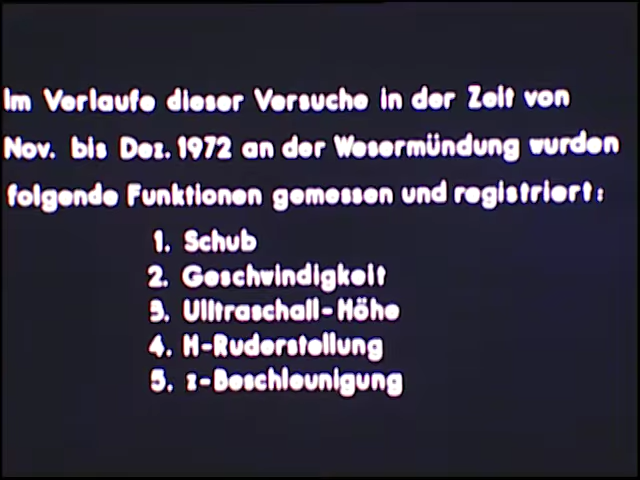 Im Verlaufe dieser Versuche in der Zeit von
Nov. bis Dez. 1972 an der Wesermündung wurden
folgende Funktionen gemessen und registriert:
1. Schub
2. Geschwindigkeit
3. Ulltraschall-Höhe
4. H-Ruderstellung
5. z-Beschleunigung